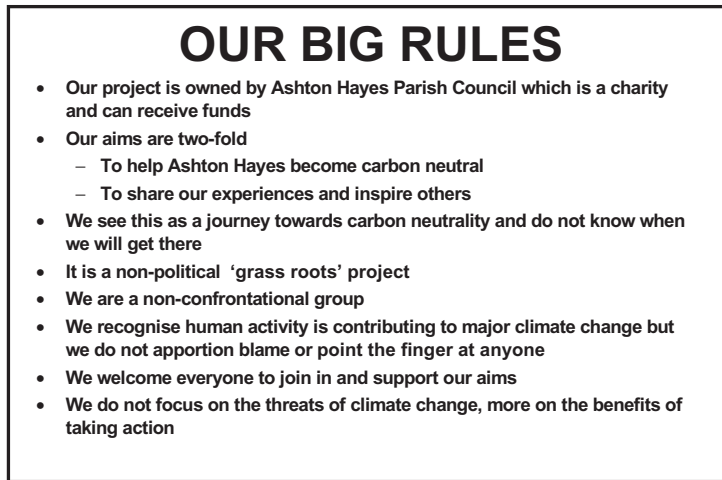 OUR BIG RULES
• Our project is owned by Ashton Hayes Parish Council which is a charity
and can receive funds
• Our aims are two-fold
– To help Ashton Hayes become carbon neutral
– To share our experiences and inspire others
• We see this as a journey towards carbon neutrality and do not know when
we will get there
• It is a non-political ‘grass roots’ project
• We are a non-confrontational group
• We recognise human activity is contributing to major climate change but
we do not apportion blame or point the finger at anyone
• We welcome everyone to join in and support our aims
• We do not focus on the threats of climate change, more on the benefits of
taking action